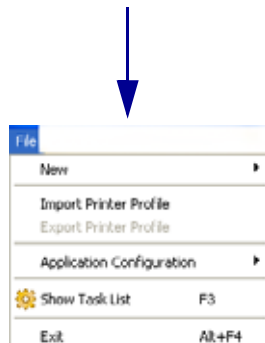 File
New
Import Printer Profile
Export Printer Profile
Application Configuration
Show Task List F3
Exit Alt+F4